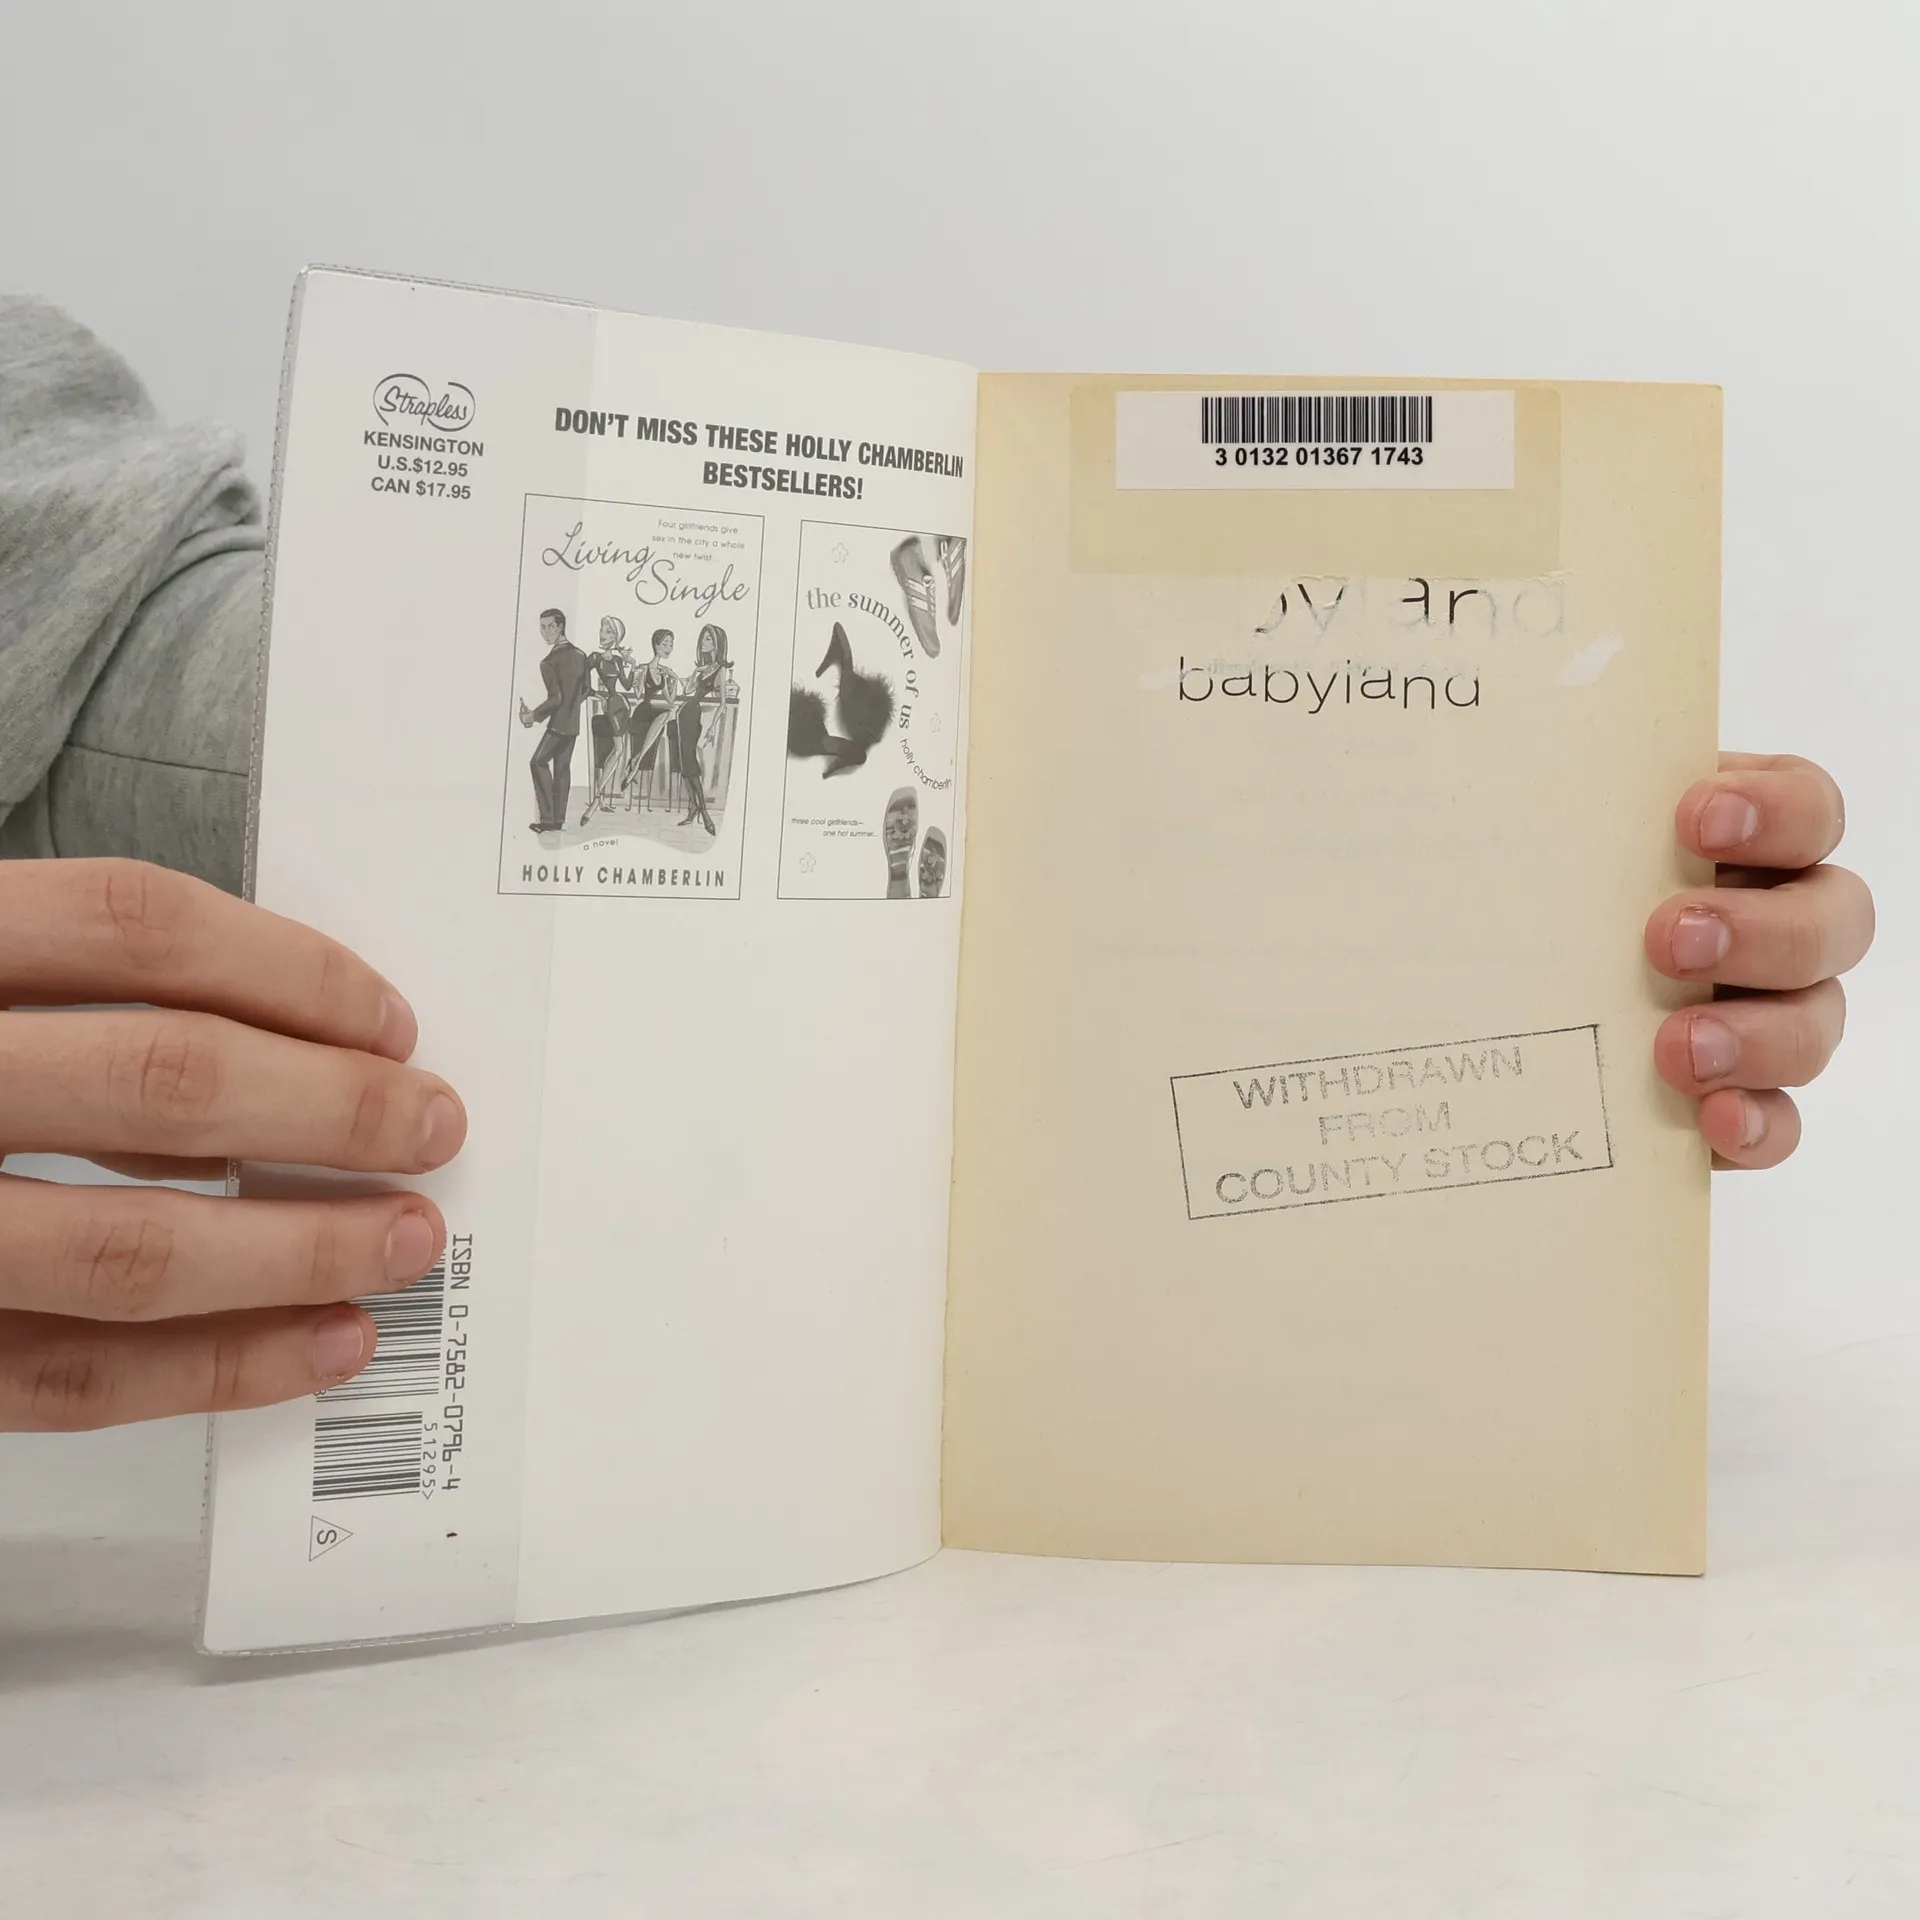 Strapless
KENSINGTON
U.S.$12.95
CAN $17.95
DON'T MISS THESE HOLLY CHAMBERLIN
BESTSELLERS!
Four girlfriends give
sex in the city a whole
new twist...
Living
Single
a novel
HOLLY CHAMBERLIN
the summer of us
holly chamberlin
three cool girlfriends—
one hot summer...
ISBN 0-7582-0796-4
51295>
S
3 0132 01367 1743
babyland
WITHDRAWN
FROM
COUNTY STOCK